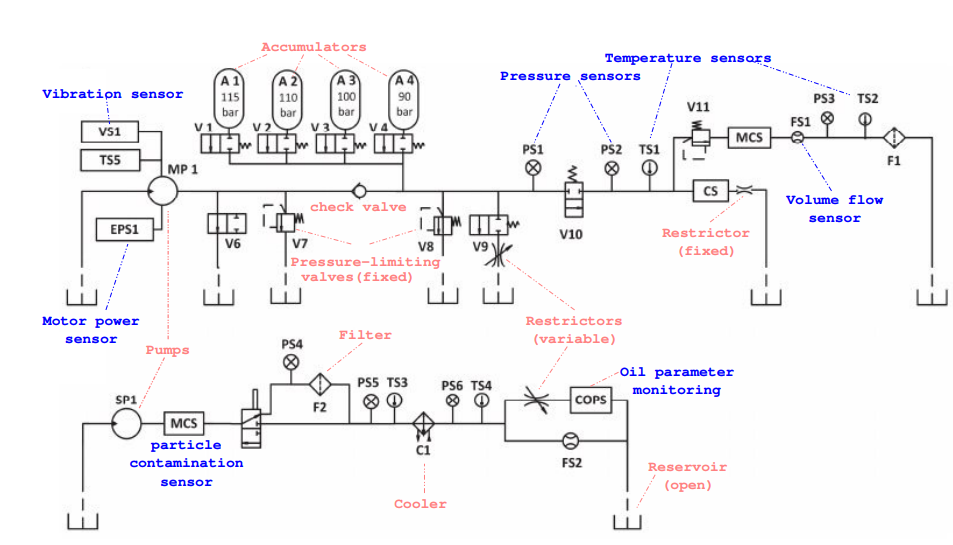 Accumulators
Temperature sensors
Pressure sensors
Vibration sensor
A 1
115
bar
A 2
110
bar
A 3
100
bar
A 4
90
bar
V 1
V 2
V 3
V 4
VS1
TS5
MP 1
EPS1
PS1
PS2
TS1
V11
MCS
FS1
PS3
TS2
F1
CS
check valve
V6
V7
V8
V9
V10
Volume flow
sensor
Restrictor
(fixed)
Pressure-limiting
valves(fixed)
Motor power
sensor
Pumps
Filter
Restrictors
(variable)
Oil parameter
monitoring
PS4
F2
PS5
TS3
PS6
TS4
COPS
SP1
MCS
C1
FS2
particle
contamination
sensor
Cooler
Reservoir
(open)